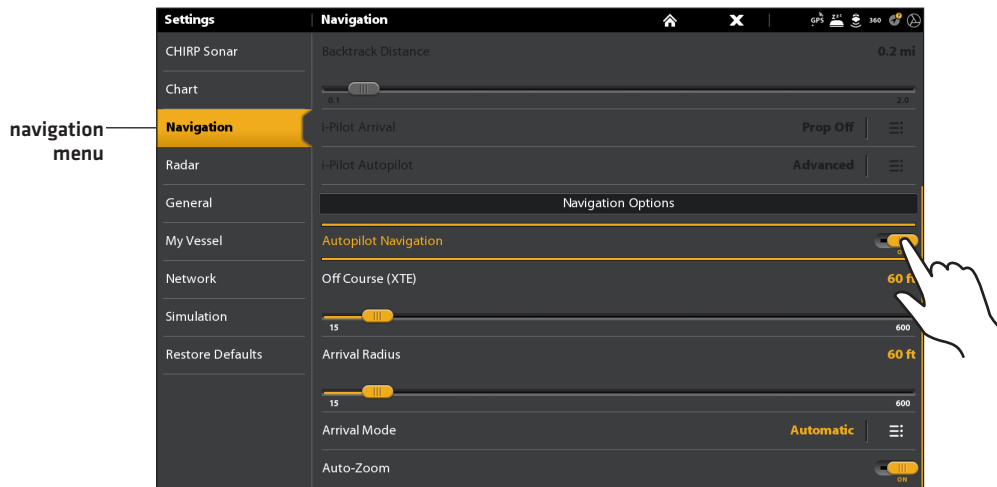 Settings
Navigation
GPS
zzz
360
CHIRP Sonar
Backtrack Distance
0.2 mi
Chart
0.1
2.0
navigation
menu
Navigation
i-Pilot Arrival
Prop Off
Radar
i-Pilot Autopilot
Advanced
General
Navigation Options
My Vessel
Autopilot Navigation
Network
Off Course (XTE)
60 ft
Simulation
15
600
Restore Defaults
Arrival Radius
60 ft
15
600
Arrival Mode
Automatic
Auto-Zoom
ON